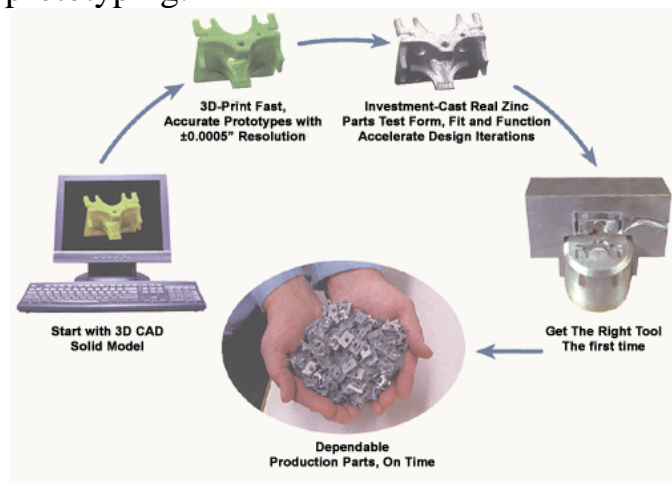 prototyping.
3D-Print Fast,
Accurate Prototypes with
±0.0005” Resolution
Investment-Cast Real Zinc
Parts Test Form, Fit and Function
Accelerate Design Iterations
Start with 3D CAD
Solid Model
Get The Right Tool
The first time
Dependable
Production Parts, On Time